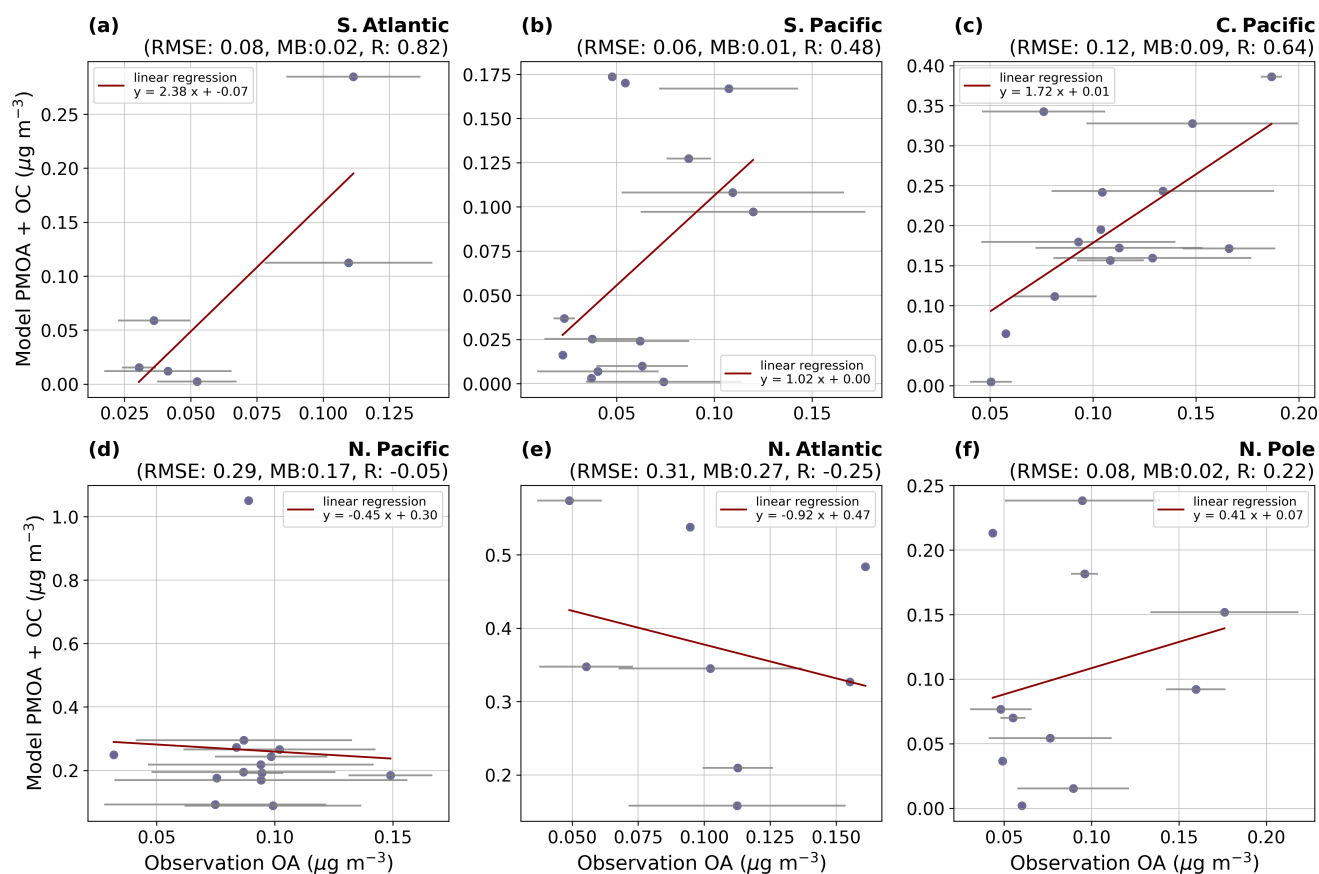 (a) S. Atlantic
(RMSE: 0.08, MB:0.02, R: 0.82)
linear regression
y = 2.38 x + -0.07
Model PMOA + OC (μg m⁻³)
0.25
0.20
0.15
0.10
0.05
0.00
0.025 0.050 0.075 0.100 0.125
(b) S. Pacific
(RMSE: 0.06, MB:0.01, R: 0.48)
0.175
0.150
0.125
0.100
0.075
0.050
0.025
0.000
linear regression
y = 1.02 x + 0.00
0.05 0.10 0.15
(c) C. Pacific
(RMSE: 0.12, MB:0.09, R: 0.64)
linear regression
y = 1.72 x + 0.01
0.40
0.35
0.30
0.25
0.20
0.15
0.10
0.05
0.00
0.05 0.10 0.15 0.20
(d) N. Pacific
(RMSE: 0.29, MB:0.17, R: -0.05)
linear regression
y = -0.45 x + 0.30
Model PMOA + OC (μg m⁻³)
1.0
0.8
0.6
0.4
0.2
0.05 0.10 0.15
Observation OA (μg m⁻³)
(e) N. Atlantic
(RMSE: 0.31, MB:0.27, R: -0.25)
linear regression
y = -0.92 x + 0.47
0.5
0.4
0.3
0.2
0.050 0.075 0.100 0.125 0.150
Observation OA (μg m⁻³)
(f) N. Pole
(RMSE: 0.08, MB:0.02, R: 0.22)
linear regression
y = 0.41 x + 0.07
0.25
0.20
0.15
0.10
0.05
0.00
0.05 0.10 0.15 0.20
Observation OA (μg m⁻³)